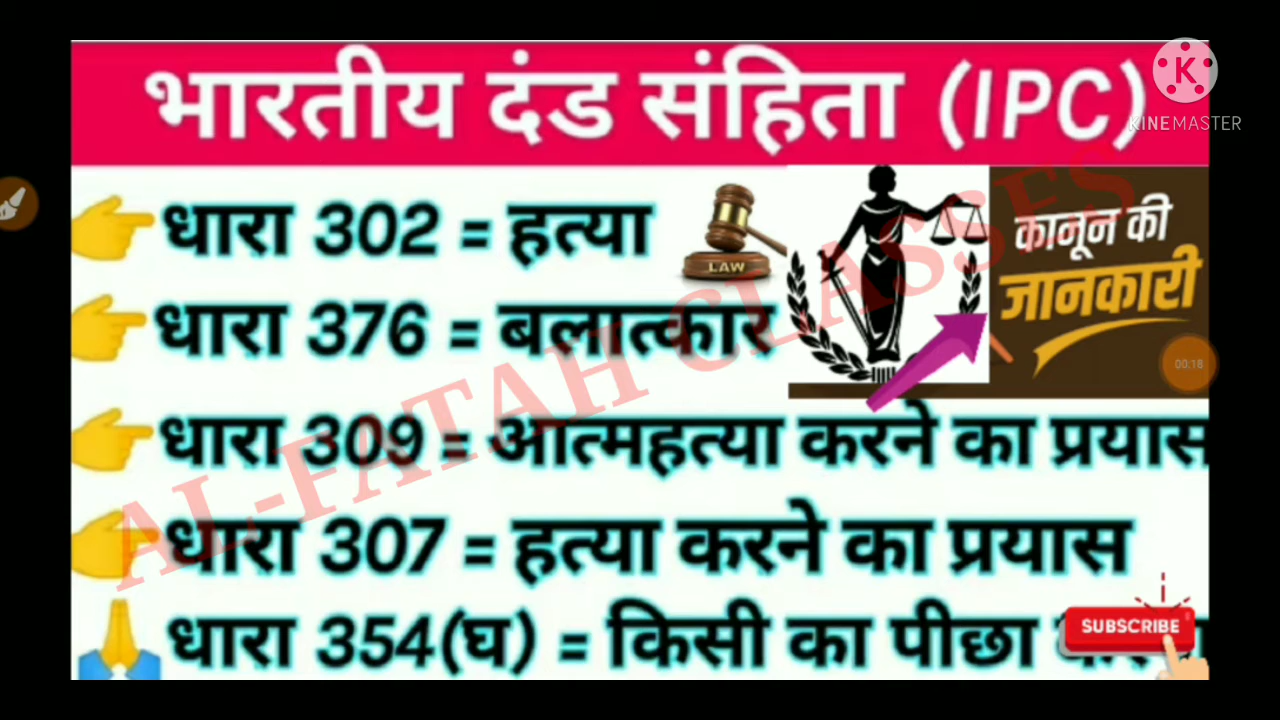 भारतीय दंड संहिता (IPC)
K
KINEMASTER
धारा 302 = हत्या
LAW
कानून की
जानकारी
धारा 376 = बलात्कार
00:18
धारा 309 = आत्महत्या करने का प्रयास
धारा 307 = हत्या करने का प्रयास
धारा 354(घ) = किसी का पीछा
SUBSCRIBE
AL-FATAH CLASSES